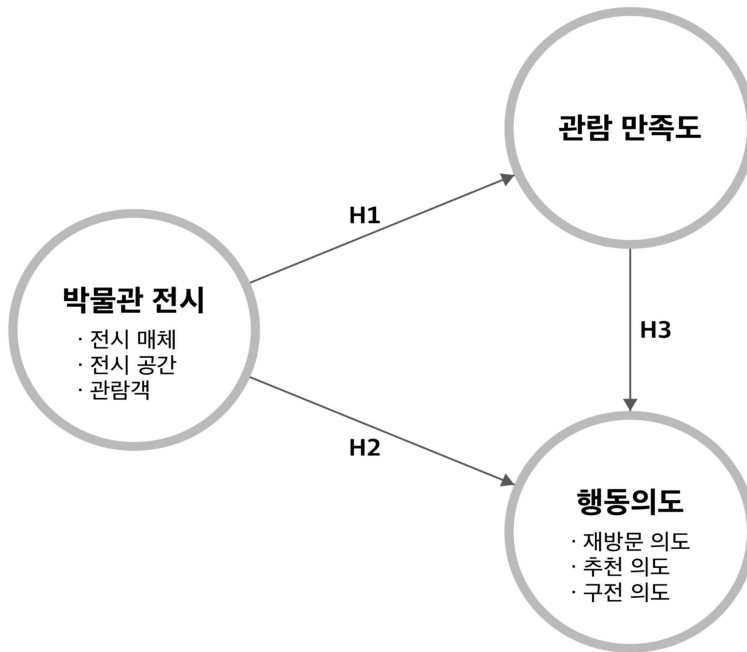 관람 만족도
H1
박물관 전시
· 전시 매체
· 전시 공간
· 관람객
H3
H2
행동의도
· 재방문 의도
· 추천 의도
· 구전 의도